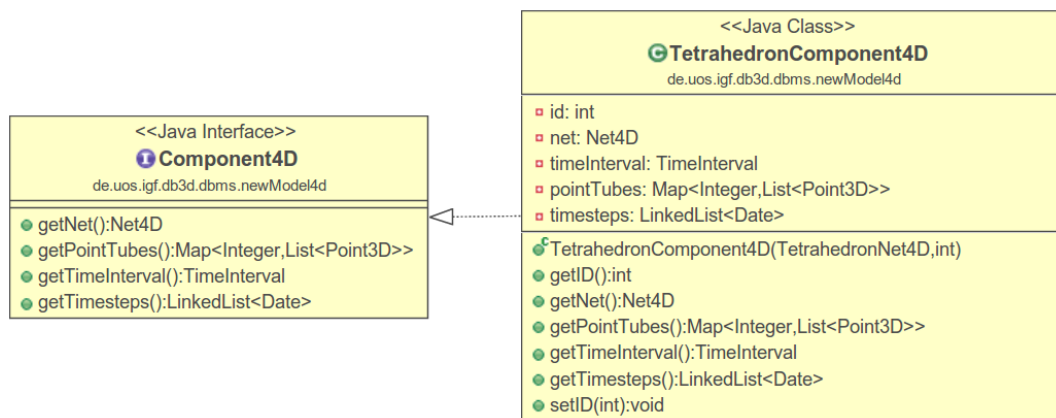 <<Java Interface>>
Component4D
de.uos.igf.db3d.dbms.newModel4d
getNet():Net4D
getPointTubes():Map<Integer,List<Point3D>>
getTimeInterval():TimeInterval
getTimesteps():LinkedList<Date>
<<Java Class>>
TetrahedronComponent4D
de.uos.igf.db3d.dbms.newModel4d
id: int
net: Net4D
timeInterval: TimeInterval
pointTubes: Map<Integer,List<Point3D>>
timesteps: LinkedList<Date>
TetrahedronComponent4D(TetrahedronNet4D,int)
getID():int
getNet():Net4D
getPointTubes():Map<Integer,List<Point3D>>
getTimeInterval():TimeInterval
getTimesteps():LinkedList<Date>
setID(int):void